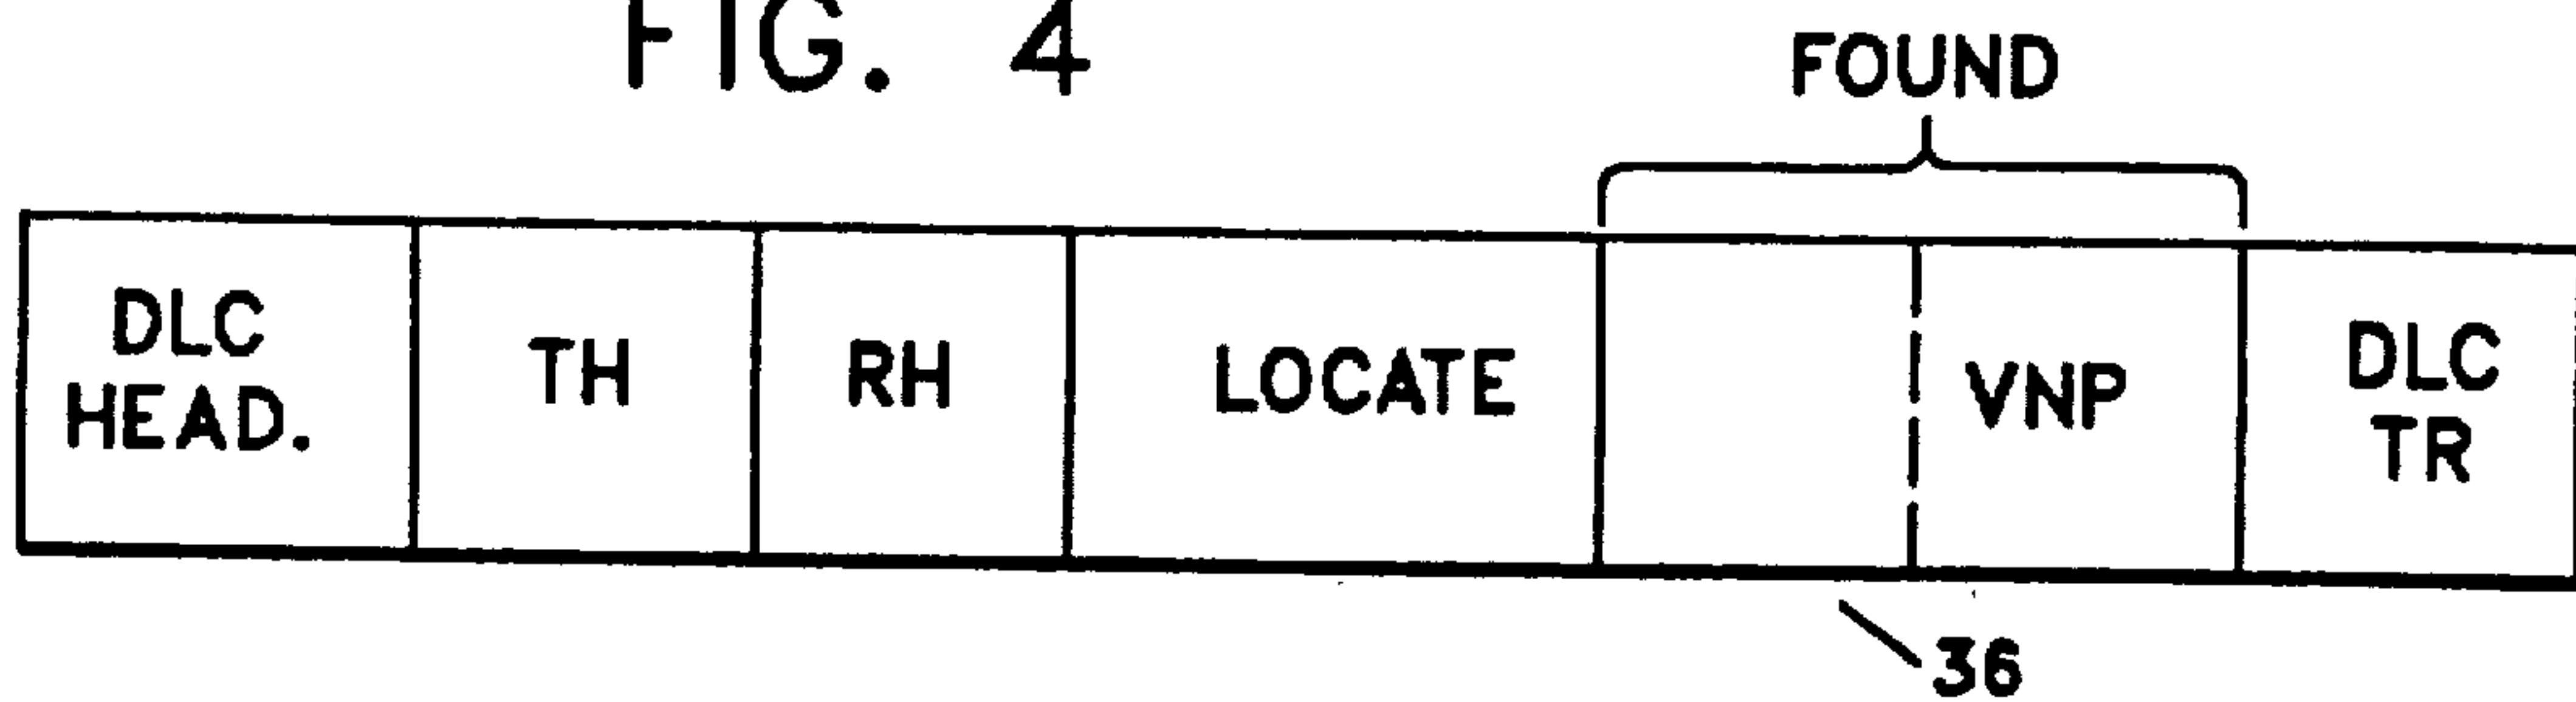 FIG. 4
FOUND
DLC
HEAD.
TH
RH
LOCATE
VNP
DLC
TR
36